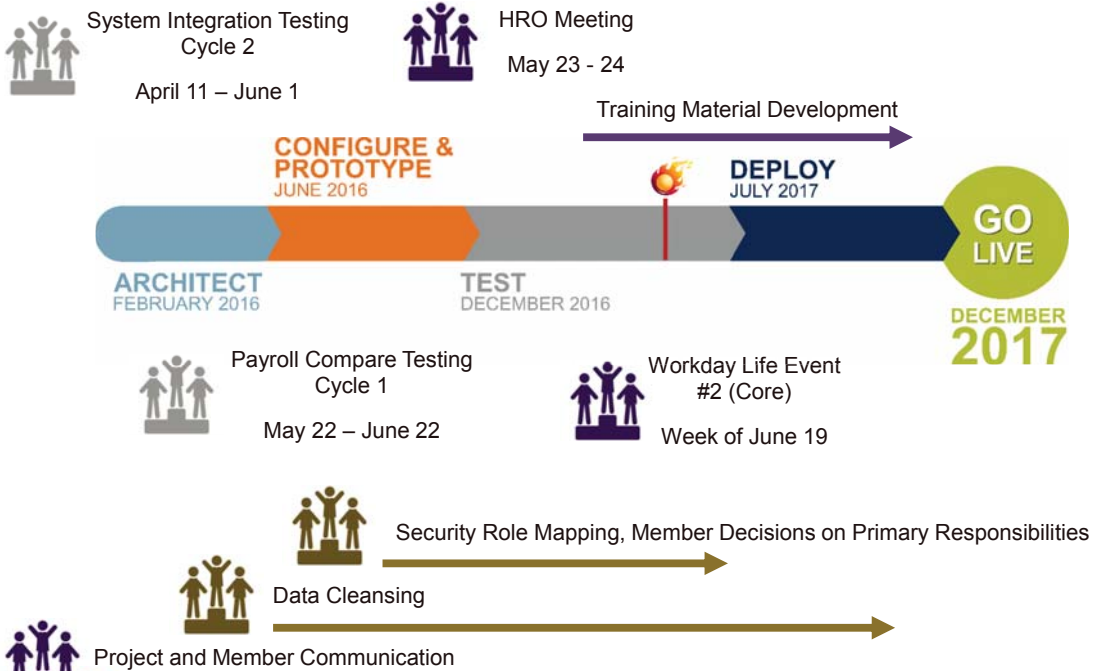 System Integration Testing
Cycle 2
April 11 – June 1
HRO Meeting
May 23 - 24
Training Material Development
CONFIGURE &
PROTOTYPE
JUNE 2016
DEPLOY
JULY 2017
GO
LIVE
ARCHITECT
FEBRUARY 2016
TEST
DECEMBER 2016
DECEMBER
2017
Payroll Compare Testing
Cycle 1
May 22 – June 22
Workday Life Event
#2 (Core)
Week of June 19
Security Role Mapping, Member Decisions on Primary Responsibilities
Data Cleansing
Project and Member Communication